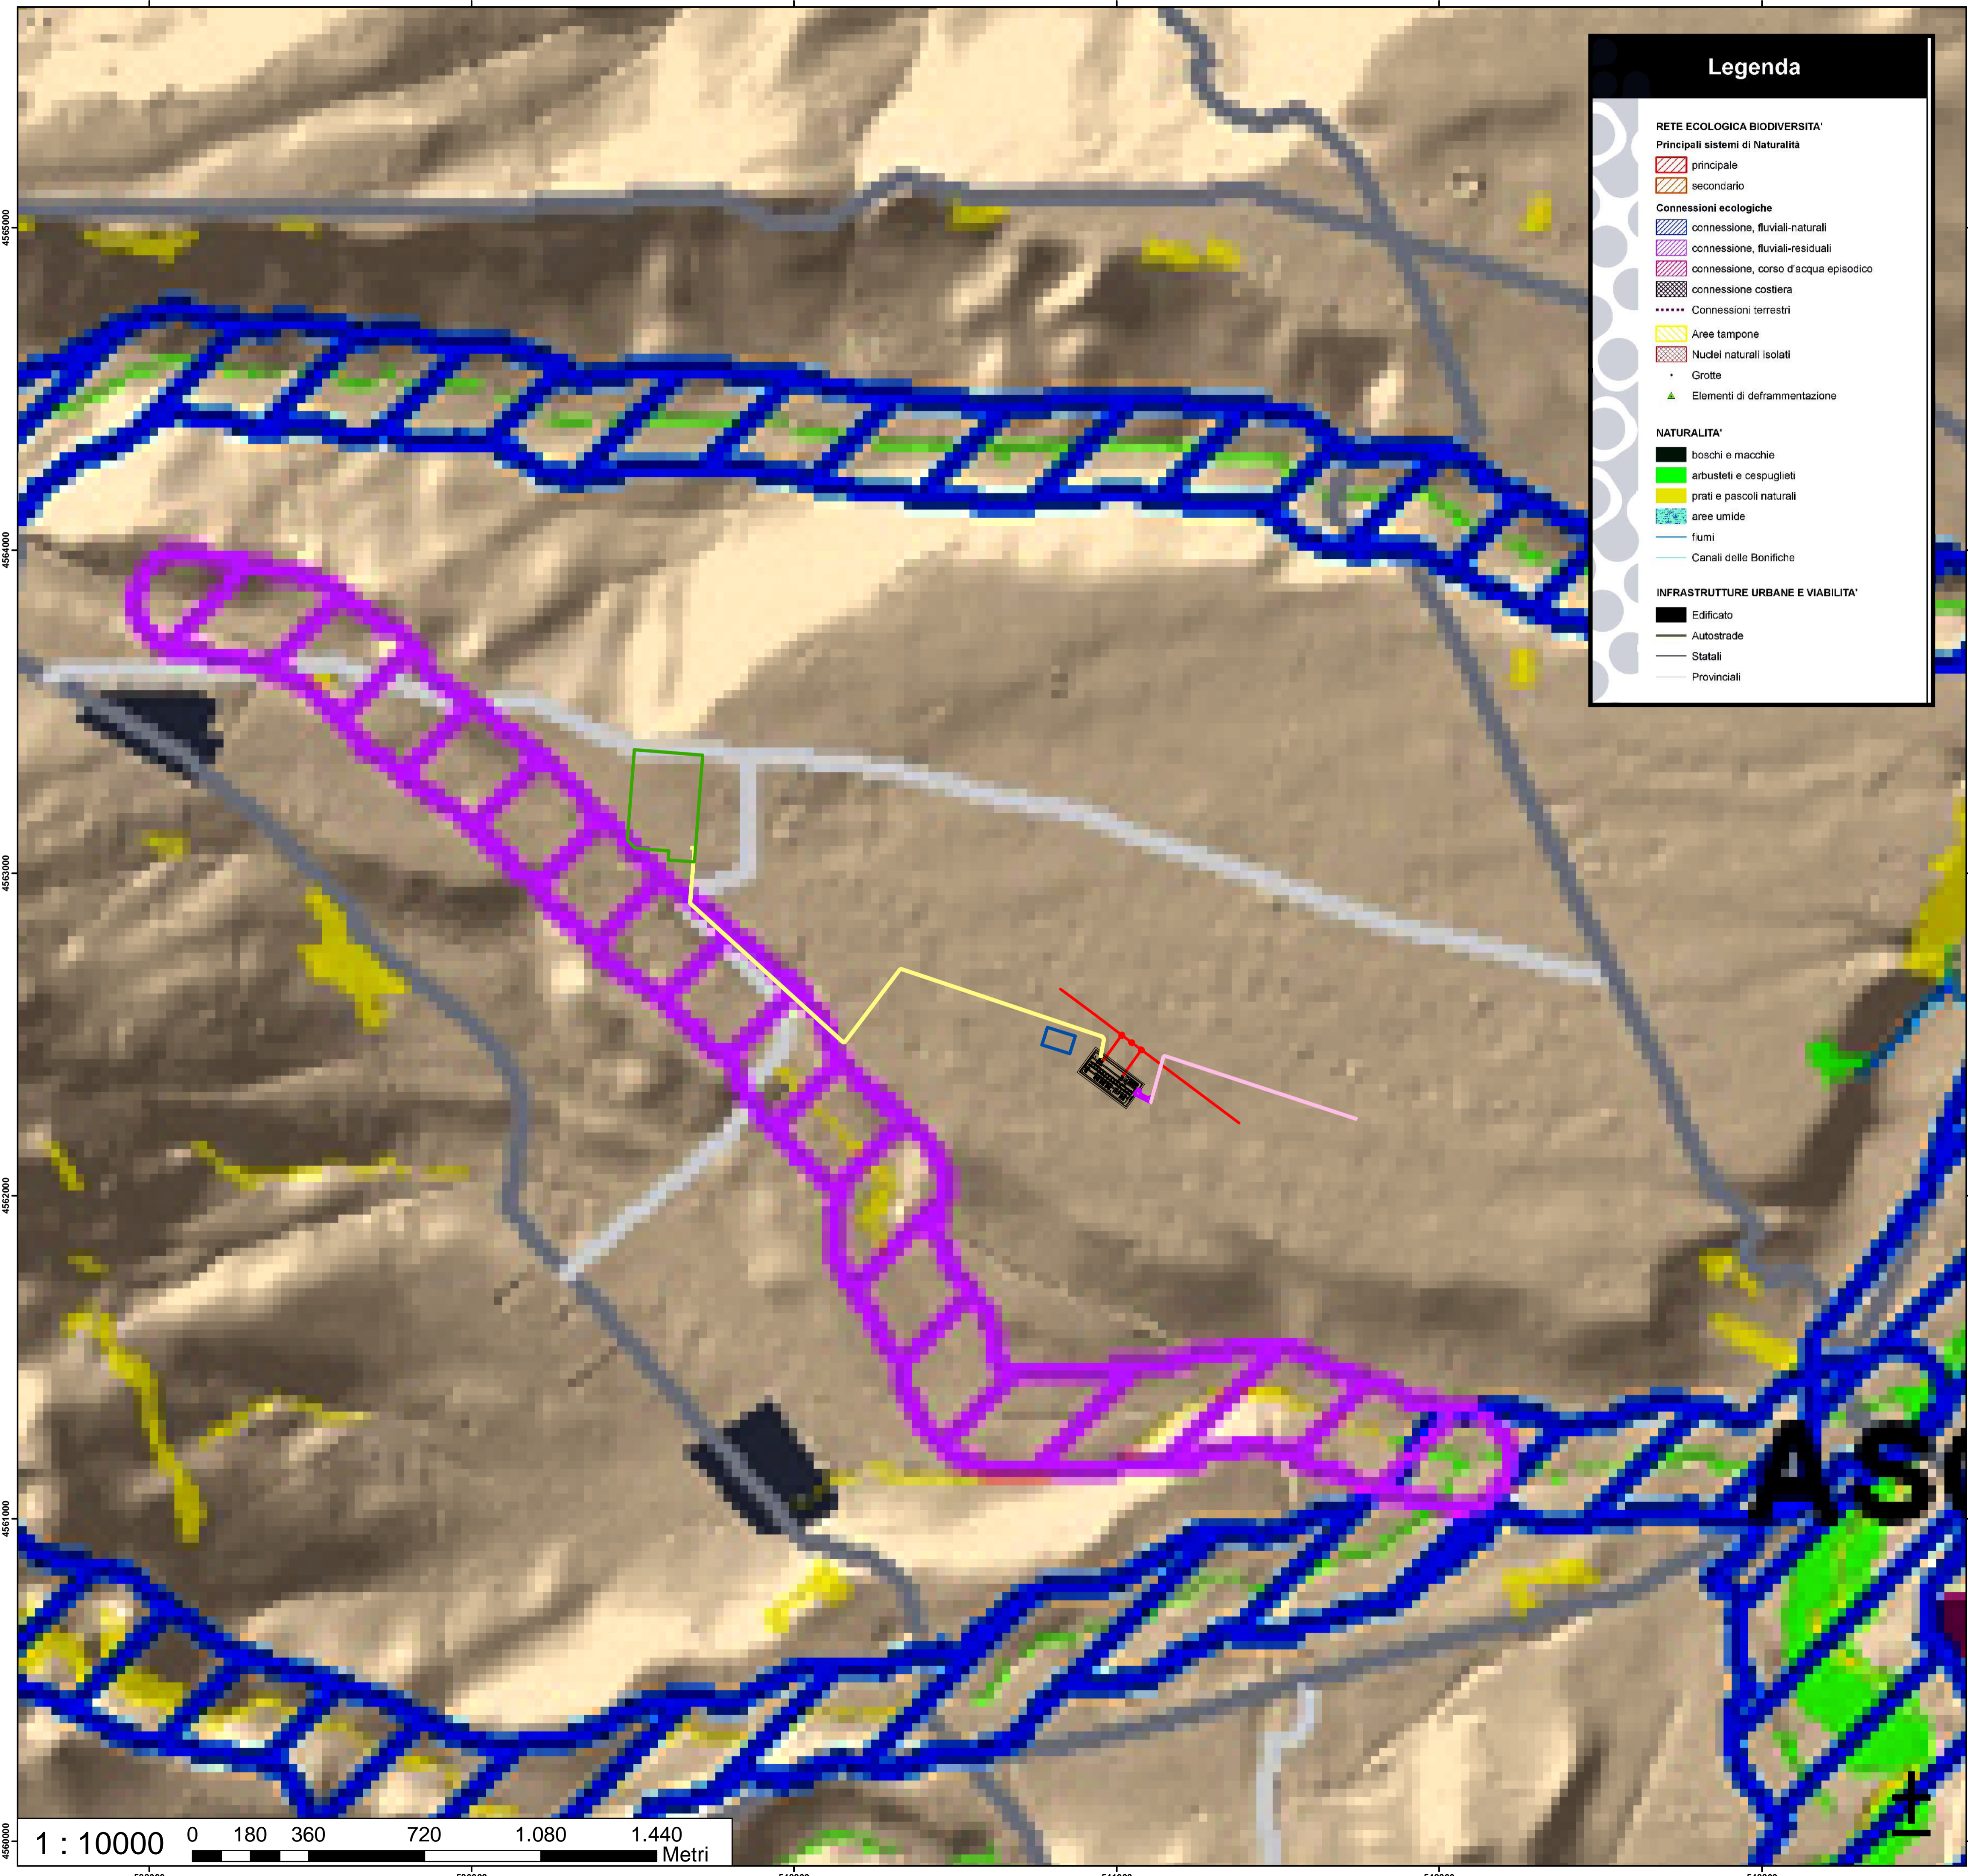 Legenda
RETE ECOLOGICA BIODIVERSITA'
Principali sistemi di Naturalità
principale
secondario
Connessioni ecologiche
connessione, fluviali-naturali
connessione, fluviali-residuali
connessione, corso d'acqua episodico
connessione costiera
Connessioni terrestri
Aree tampone
Nuclei naturali isolati
Grotte
Elementi di deframmentazione
NATURALITA'
boschi e macchie
arbusteti e cespuglieti
prati e pascoli naturali
aree umide
fiumi
Canali delle Bonifiche
INFRASTRUTTURE URBANE E VIABILITA'
Edificato
Autostrade
Statali
Provinciali
4565000
4564000
4563000
4562000
4561000
4560000
AS
1 : 10000
0 180 360 720 1.080 1.440
Metri